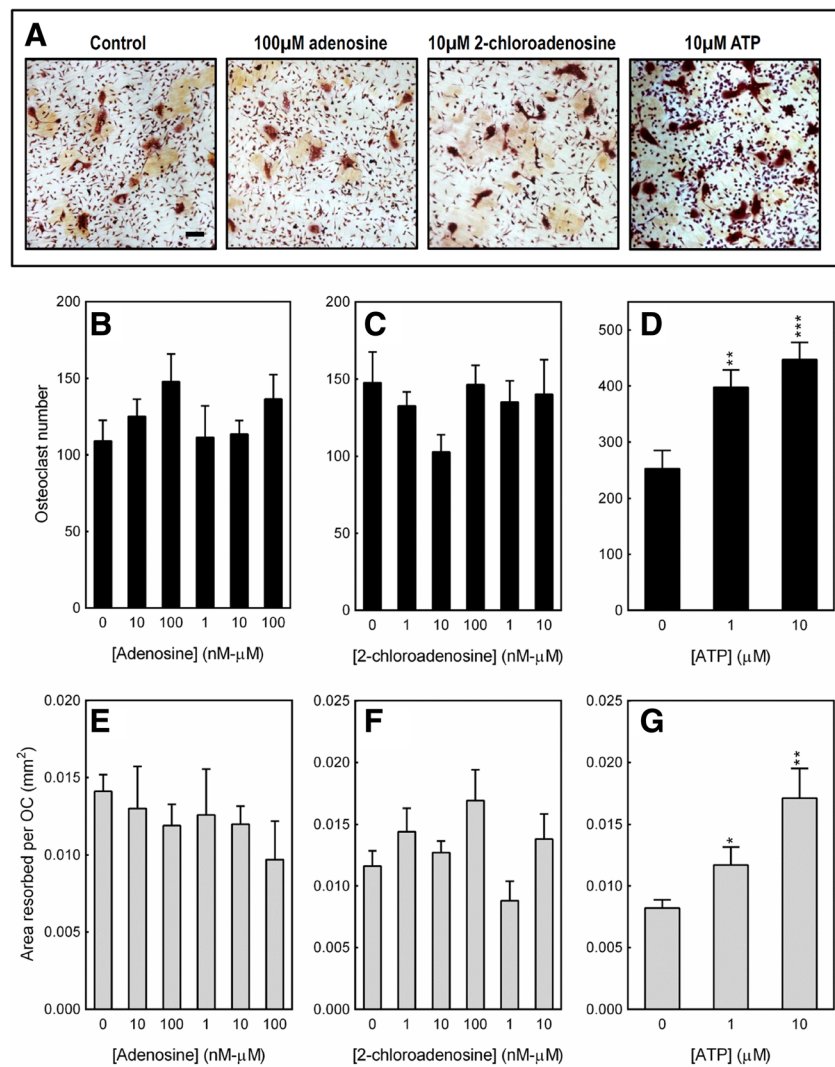 A
Control
100µM adenosine
10µM 2-chloroadenosine
10µM ATP
B
C
D
200
150
100
50
0
Osteoclast number
0 10 100 1 10 100
[Adenosine] (nM-µM)
200
150
100
50
0
0 1 10 100 1 10
[2-chloroadenosine] (nM-µM)
500
400
300
200
100
0
**
***
0 1 10
[ATP] (µM)
E
F
G
0.020
0.015
0.010
0.005
0.000
Area resorbed per OC (mm²)
0 10 100 1 10 100
[Adenosine] (nM-µM)
0.025
0.020
0.015
0.010
0.005
0.000
0 1 10 100 1 10
[2-chloroadenosine] (nM-µM)
0.025
0.020
0.015
0.010
0.005
0.000
*
**
0 1 10
[ATP] (µM)